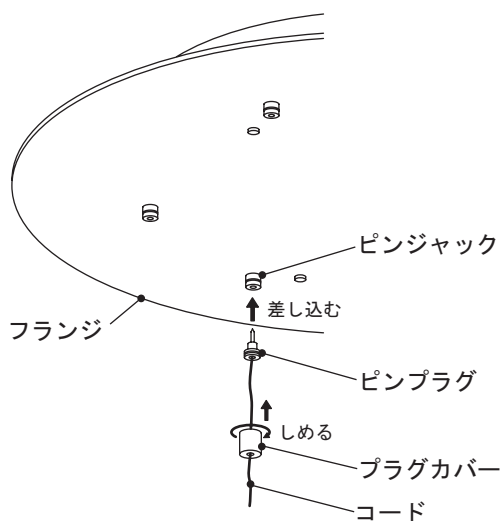 ピンジャック
差し込む
フランジ
ピンプラグ
しめる
プラグカバー
コード